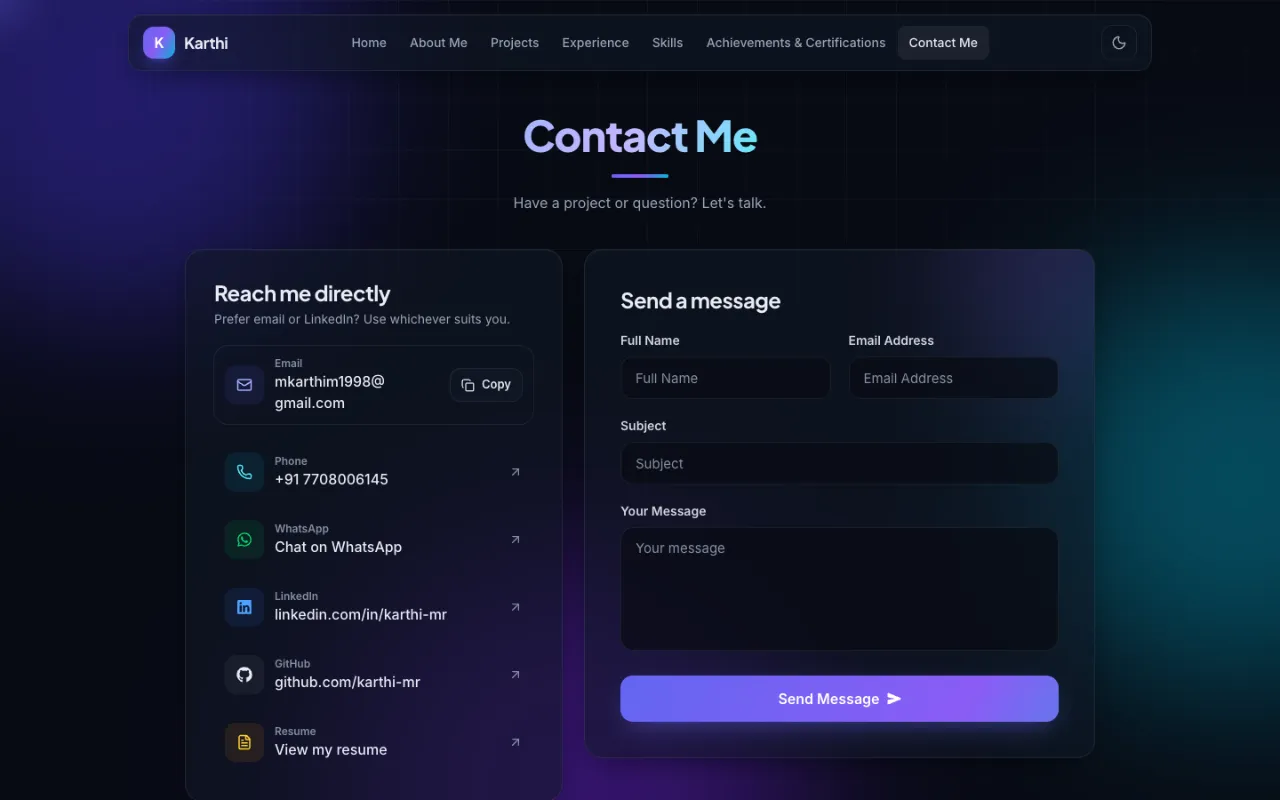 K
Karthi
Home
About Me
Projects
Experience
Skills
Achievements & Certifications
Contact Me
Contact Me
Have a project or question? Let's talk.
Reach me directly
Prefer email or LinkedIn? Use whichever suits you.
Email
mkarthim1998@
gmail.com
Copy
Phone
+91 7708006145
WhatsApp
Chat on WhatsApp
LinkedIn
linkedin.com/in/karthi-mr
GitHub
github.com/karthi-mr
Resume
View my resume
Send a message
Full Name
Full Name
Email Address
Email Address
Subject
Subject
Your Message
Your message
Send Message